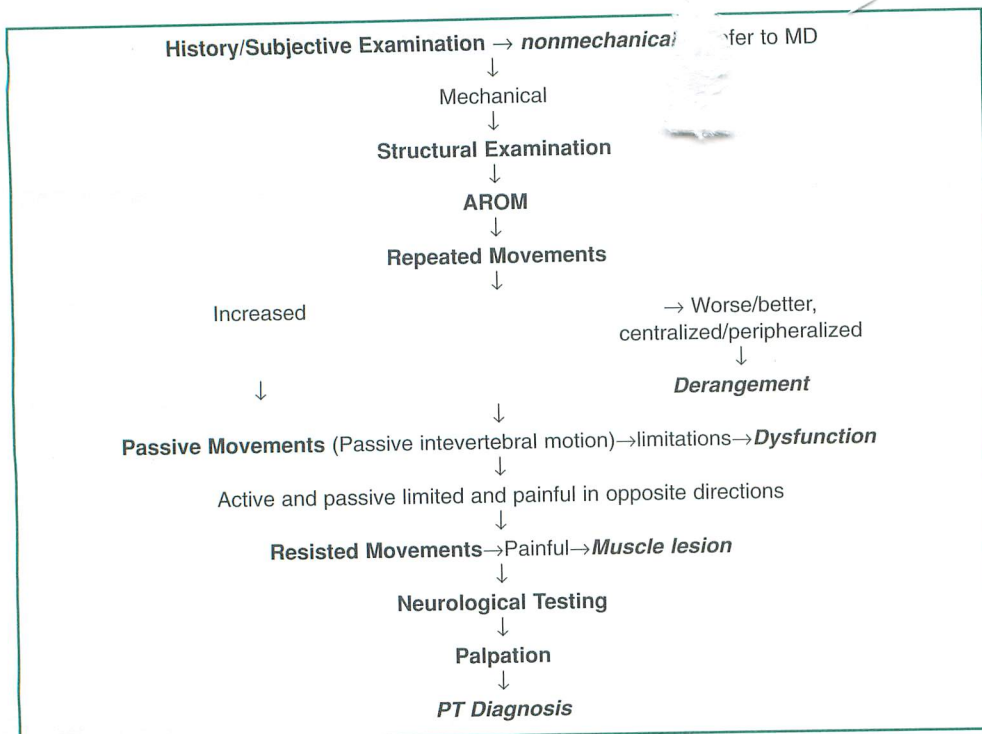 History/Subjective Examination → nonmechanical fer to MD
↓
Mechanical
↓
Structural Examination
↓
AROM
↓
Repeated Movements
↓
Increased
→ Worse/better,
centralized/peripheralized
↓
Derangement
↓
↓
Passive Movements (Passive intevertebral motion)→limitations→Dysfunction
↓
Active and passive limited and painful in opposite directions
↓
Resisted Movements→Painful→Muscle lesion
↓
Neurological Testing
↓
Palpation
↓
PT Diagnosis